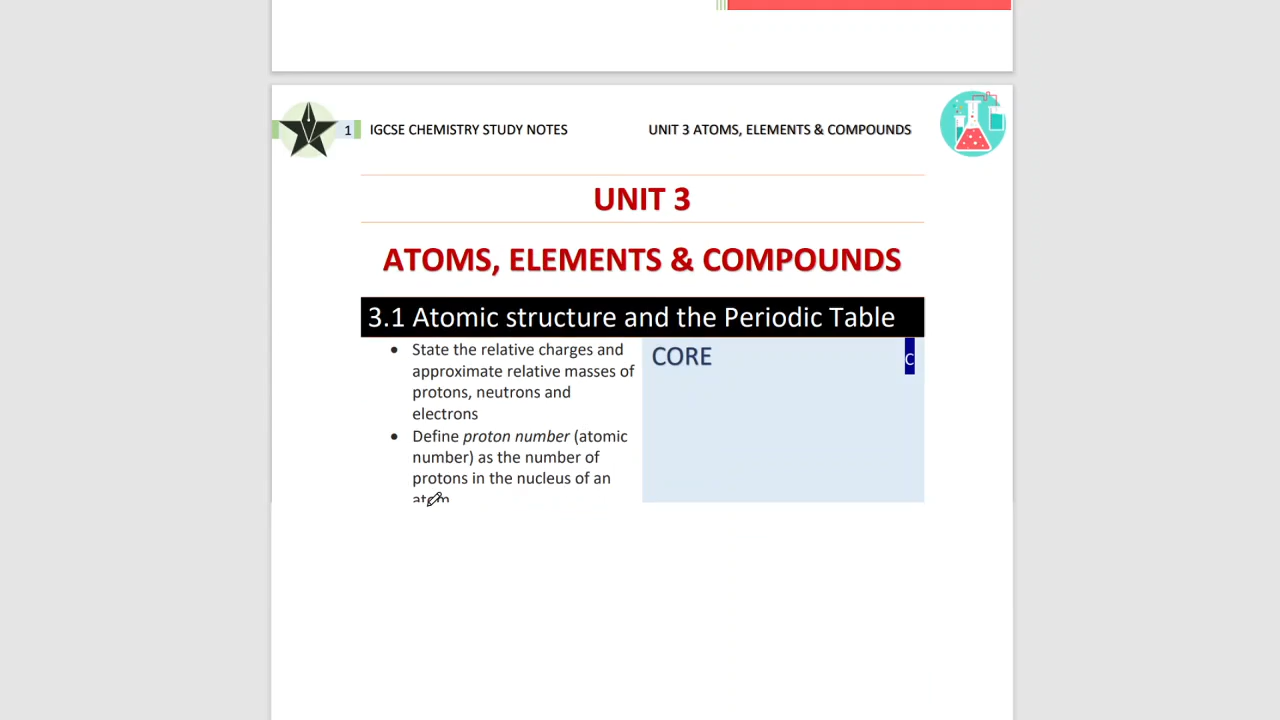 1 IGCSE CHEMISTRY STUDY NOTES UNIT 3 ATOMS, ELEMENTS & COMPOUNDS
UNIT 3
ATOMS, ELEMENTS & COMPOUNDS
3.1 Atomic structure and the Periodic Table
• State the relative charges and
approximate relative masses of
protons, neutrons and
electrons
• Define proton number (atomic
number) as the number of
protons in the nucleus of an
atom
CORE
C